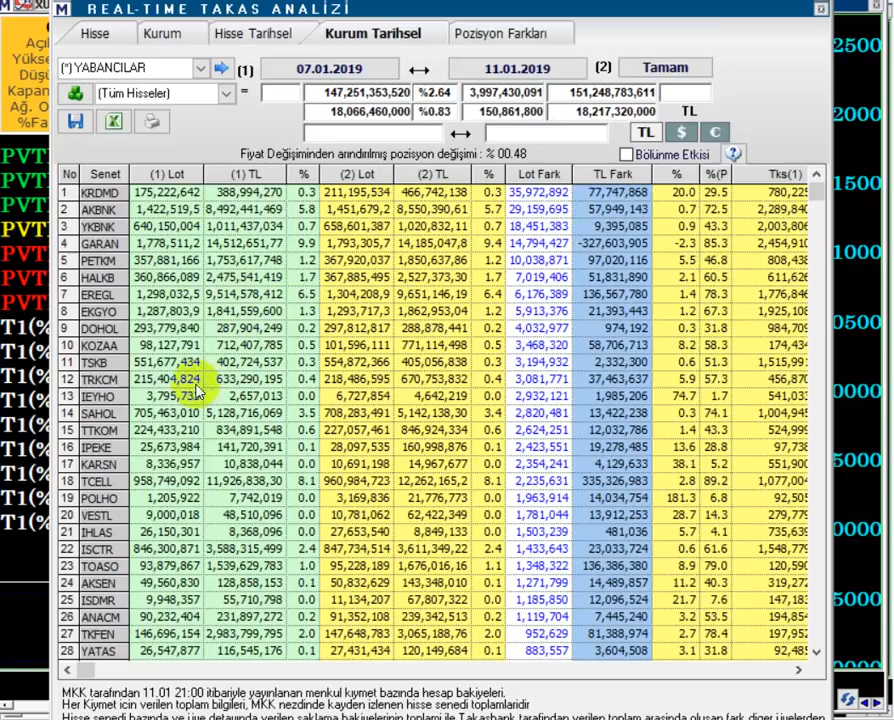 REAL-TIME TAKAS ANALİZİ
Hisse Kurum Hisse Tarihsel Kurum Tarihsel Pozisyon Farkları
(*)YABANCILAR (1) 07.01.2019 11.01.2019 (2) Tamam
(Tüm Hisseler) = 147,251,353,520 %2.64 3,997,430,091 151,248,783,611
18,066,460,000 %0.83 150,861,800 18,217,320,000 TL
TL $ €
Fiyat Değişiminden arındırılmış pozisyon değişimi : % 00.48 Bölünme Etkisi
No Senet (1) Lot (1) TL % (2) Lot (2) TL % Lot Fark TL Fark % %(P Tks(1)
1 KRDMD 175,222,642 388,994,270 0.3 211,195,534 466,742,138 0.3 35,972,892 77,747,868 20.0 29.5 780,225
2 AKBNK 1,422,519,5 8,492,441,469 5.8 1,451,679,2 8,550,390,61 5.7 29,159,695 57,949,143 0.7 72.5 2,289,840
3 YKBNK 640,150,004 1,011,437,034 0.7 658,601,387 1,020,832,11 0.7 18,451,383 9,395,085 0.9 43.3 2,003,806
4 GARAN 1,778,511,2 14,512,651,77 9.9 1,793,305,7 14,185,047,8 9.4 14,794,427 -327,603,905 -2.3 85.3 2,454,910
5 PETKM 357,881,166 1,753,617,748 1.2 367,920,037 1,850,637,86 1.2 10,038,871 97,020,116 5.5 46.8 808,438
6 HALKB 360,866,089 2,475,541,419 1.7 367,885,495 2,527,373,30 1.7 7,019,406 51,831,890 2.1 60.5 611,626
7 EREGL 1,298,032,5 9,514,578,412 6.5 1,304,208,9 9,651,146,19 6.4 6,176,389 136,567,780 1.4 78.3 1,776,846
8 EKGYO 1,287,803,9 1,841,559,600 1.3 1,293,717,3 1,862,953,04 1.2 5,913,376 21,393,443 1.2 67.3 1,925,108
9 DOHOL 293,779,840 287,904,249 0.2 297,812,817 288,878,441 0.2 4,032,977 974,192 0.3 31.8 984,709
10 KOZAA 98,127,791 712,407,785 0.5 101,596,111 771,114,498 0.5 3,468,320 58,706,713 8.2 58.3 174,434
11 TSKB 551,677,434 402,724,537 0.3 554,872,366 405,056,838 0.3 3,194,932 2,332,300 0.6 51.3 1,515,991
12 TRKCM 215,404,824 633,290,195 0.4 218,486,595 670,753,832 0.4 3,081,771 37,463,637 5.9 57.3 456,870
13 IEYHO 2,657,013 0.0 6,727,854 4,642,219 0.0 2,932,121 1,985,206 74.7 1.7 541,033
14 SAHOL 705,463,010 5,128,716,069 3.5 708,283,491 5,142,138,30 3.4 2,820,481 13,422,238 0.3 74.1 1,004,945
15 TTKOM 224,433,210 834,891,548 0.6 227,057,461 846,924,334 0.6 2,624,251 12,032,786 1.4 43.3 524,999
16 IPEKE 25,673,984 141,720,391 0.1 28,097,535 160,998,876 0.1 2,423,551 19,278,485 13.6 28.8 97,738
17 KARSN 8,336,957 10,838,044 0.0 10,691,198 14,967,677 0.0 2,354,241 4,129,633 38.1 5.2 551,900
18 TCELL 958,749,092 11,926,838,30 8.1 960,984,723 12,262,165,2 8.1 2,235,631 335,326,983 2.8 89.2 1,077,004
19 POLHO 1,205,922 7,742,019 0.0 3,169,836 21,776,773 0.0 1,963,914 14,034,754 181.3 6.8 92,505
20 VESTL 9,000,018 48,510,096 0.0 10,781,062 62,422,349 0.0 1,781,044 13,912,253 28.7 14.3 279,779
21 IHLAS 26,150,301 8,368,096 0.0 27,653,540 8,849,133 0.0 1,503,239 481,036 5.7 4.1 735,639
22 ISCTR 846,300,871 3,588,315,499 2.4 847,734,514 3,611,349,22 2.4 1,433,643 23,033,724 0.6 61.6 1,548,779
23 TOASO 93,879,867 1,539,629,783 1.0 95,228,189 1,676,016,16 1.1 1,348,322 136,386,380 8.9 79.0 120,590
24 AKSEN 49,560,830 128,858,153 0.1 50,832,629 143,348,010 0.1 1,271,799 14,489,857 11.2 40.3 319,272
25 ISDMR 9,948,357 55,710,798 0.0 11,134,207 67,807,322 0.0 1,185,850 12,096,524 21.7 7.6 105,183
26 ANACM 90,232,404 231,897,272 0.2 91,352,108 239,342,513 0.2 1,119,704 7,445,240 3.2 53.5 194,854
27 TKFEN 146,696,154 2,983,799,795 2.0 147,648,783 3,065,188,76 2.0 952,629 81,388,974 2.7 78.4 197,952
28 YATAS 26,547,877 116,545,176 0.1 27,431,434 120,149,684 0.1 883,557 3,604,508 3.1 31.8 92,485
MKK tarafından 11.01 21:00 itibariyle yayınlanan menkul kıymet bazında hesap bakiyeleri.
Her Kıymet icin verilen toplam bilgileri, MKK nezdinde kayden izlenen hisse senedi toplamlarıdır
Hisse senedi bazında ve üye detayında verilen saklama bakiyelerinin toplamı ile Takasbank tarafından verilen toplam arasında oluşan fark diger üyelerden